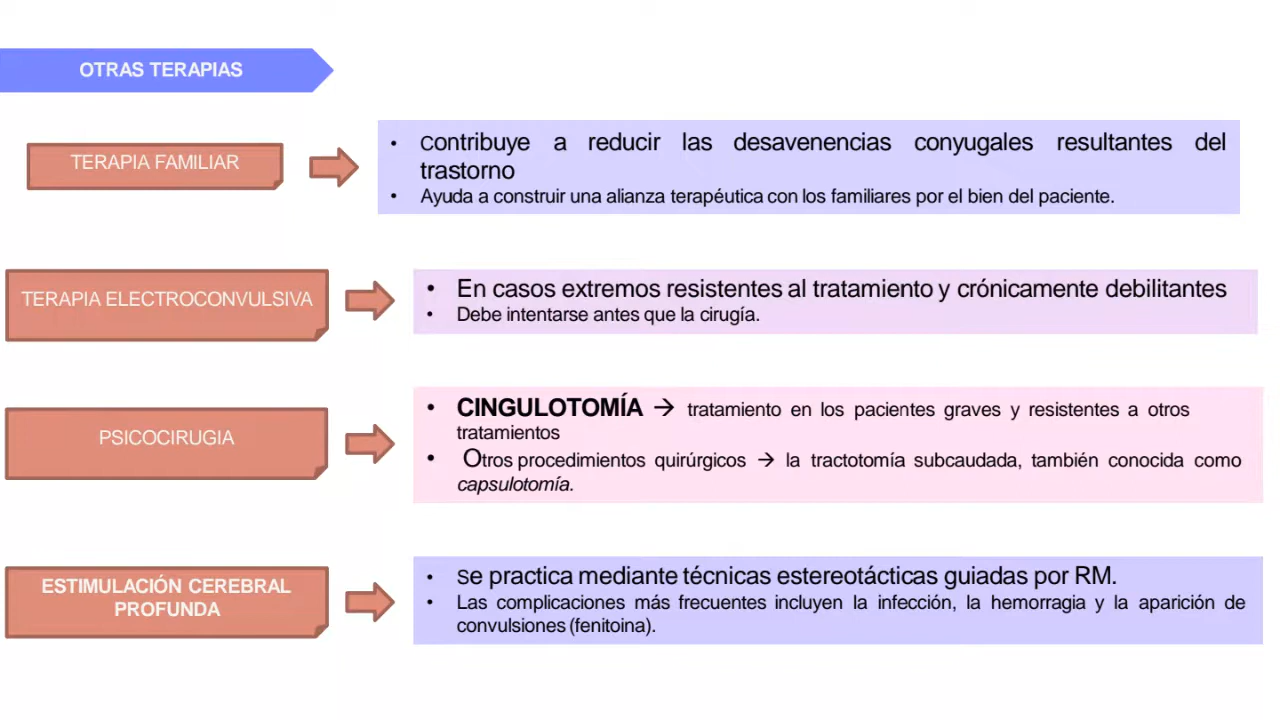 OTRAS TERAPIAS
TERAPIA FAMILIAR
• Contribuye a reducir las desavenencias conyugales resultantes del
trastorno
• Ayuda a construir una alianza terapéutica con los familiares por el bien del paciente.
TERAPIA ELECTROCONVULSIVA
• En casos extremos resistentes al tratamiento y crónicamente debilitantes
• Debe intentarse antes que la cirugía.
PSICOCIRUGIA
• CINGULOTOMÍA → tratamiento en los pacientes graves y resistentes a otros
tratamientos
• Otros procedimientos quirúrgicos → la tractotomía subcaudada, también conocida como
capsulotomía.
ESTIMULACIÓN CEREBRAL
PROFUNDA
• Se practica mediante técnicas estereotácticas guiadas por RM.
• Las complicaciones más frecuentes incluyen la infección, la hemorragia y la aparición de
convulsiones (fenitoina).